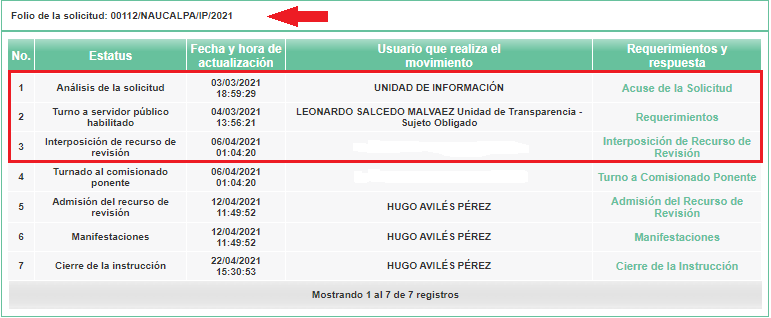 Folio de la solicitud: 00112/NAUCALPA/IP/2021
No. Estatus Fecha y hora de actualización Usuario que realiza el movimiento Requerimientos y respuesta
1 Análisis de la solicitud 03/03/2021 18:59:29 UNIDAD DE INFORMACIÓN Acuse de la Solicitud
2 Turno a servidor público habilitado 04/03/2021 13:56:21 LEONARDO SALCEDO MALVAEZ Unidad de Transparencia - Sujeto Obligado Requerimientos
3 Interposición de recurso de revisión 06/04/2021 01:04:20 Interposición de Recurso de Revisión
4 Turnado al comisionado ponente 06/04/2021 01:04:20 Turno a Comisionado Ponente
5 Admisión del recurso de revisión 12/04/2021 11:49:52 HUGO AVILÉS PÉREZ Admisión del Recurso de Revisión
6 Manifestaciones 12/04/2021 11:49:52 HUGO AVILÉS PÉREZ Manifestaciones
7 Cierre de la instrucción 22/04/2021 15:30:53 HUGO AVILÉS PÉREZ Cierre de la Instrucción
Mostrando 1 al 7 de 7 registros